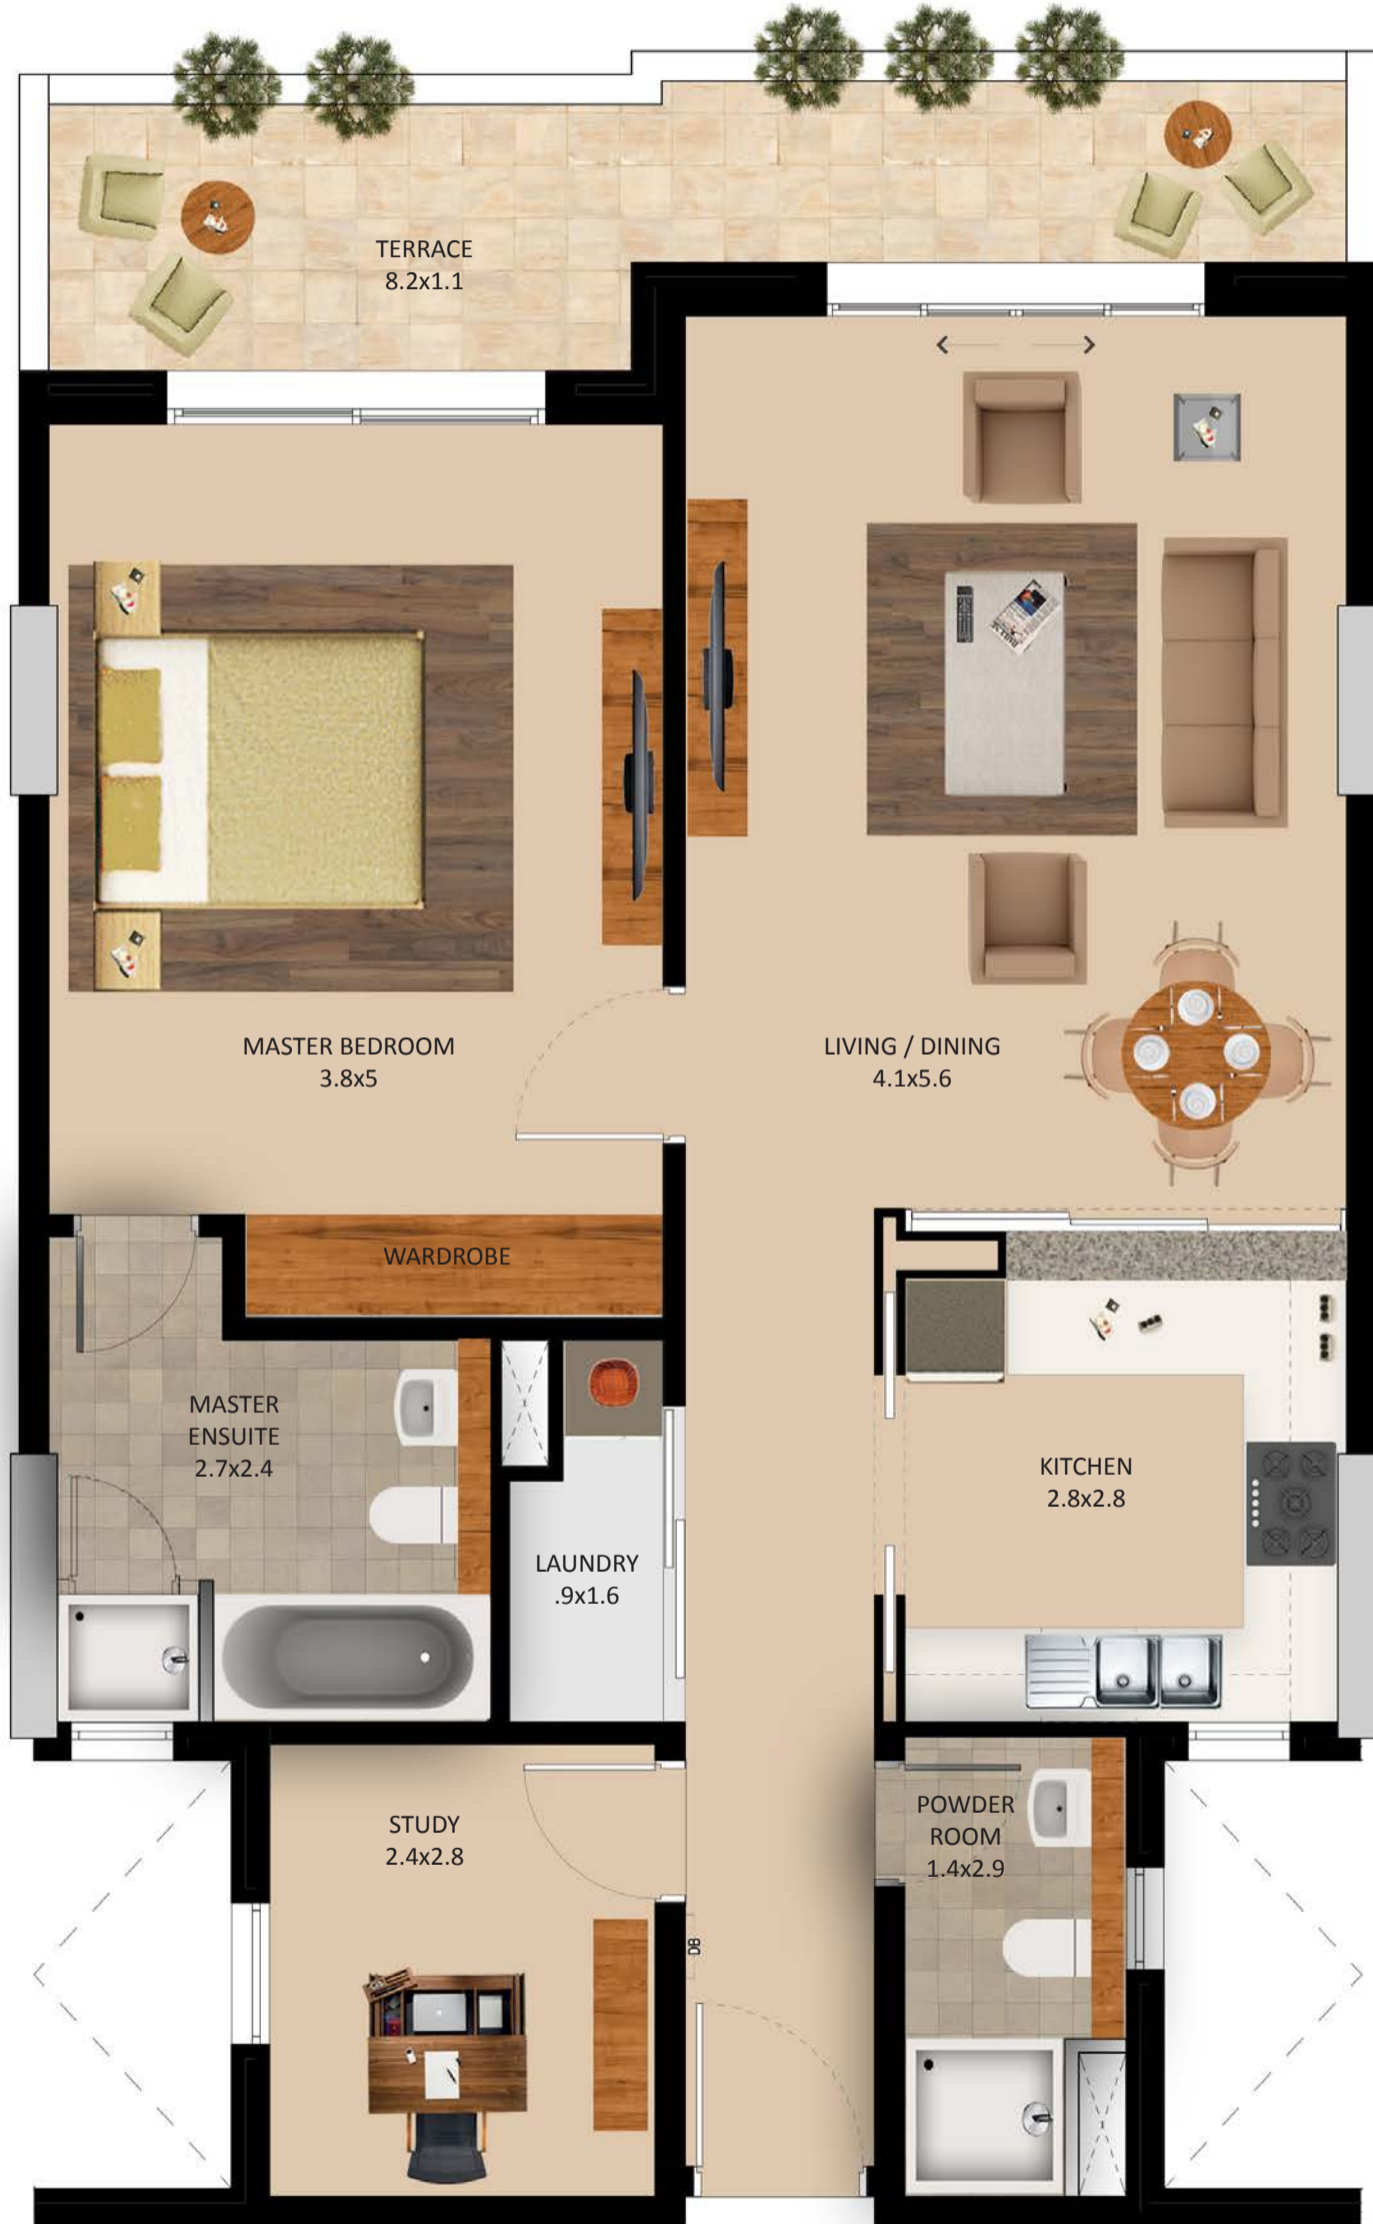 TERRACE
8.2x1.1
MASTER BEDROOM
3.8x5
LIVING / DINING
4.1x5.6
WARDROBE
MASTER
ENSUITE
2.7x2.4
KITCHEN
2.8x2.8
LAUNDRY
.9x1.6
STUDY
2.4x2.8
POWDER
ROOM
1.4x2.9
DB